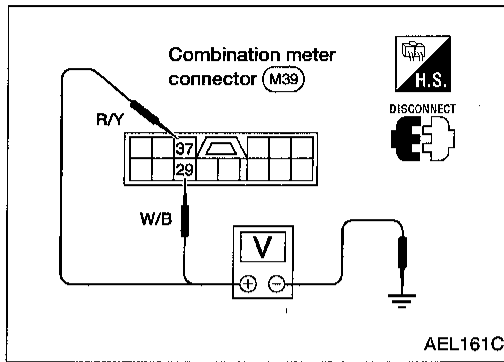 Combination meter
connector M39
H.S.
DISCONNECT
R/Y
37
29
W/B
V
+ −
AEL161C